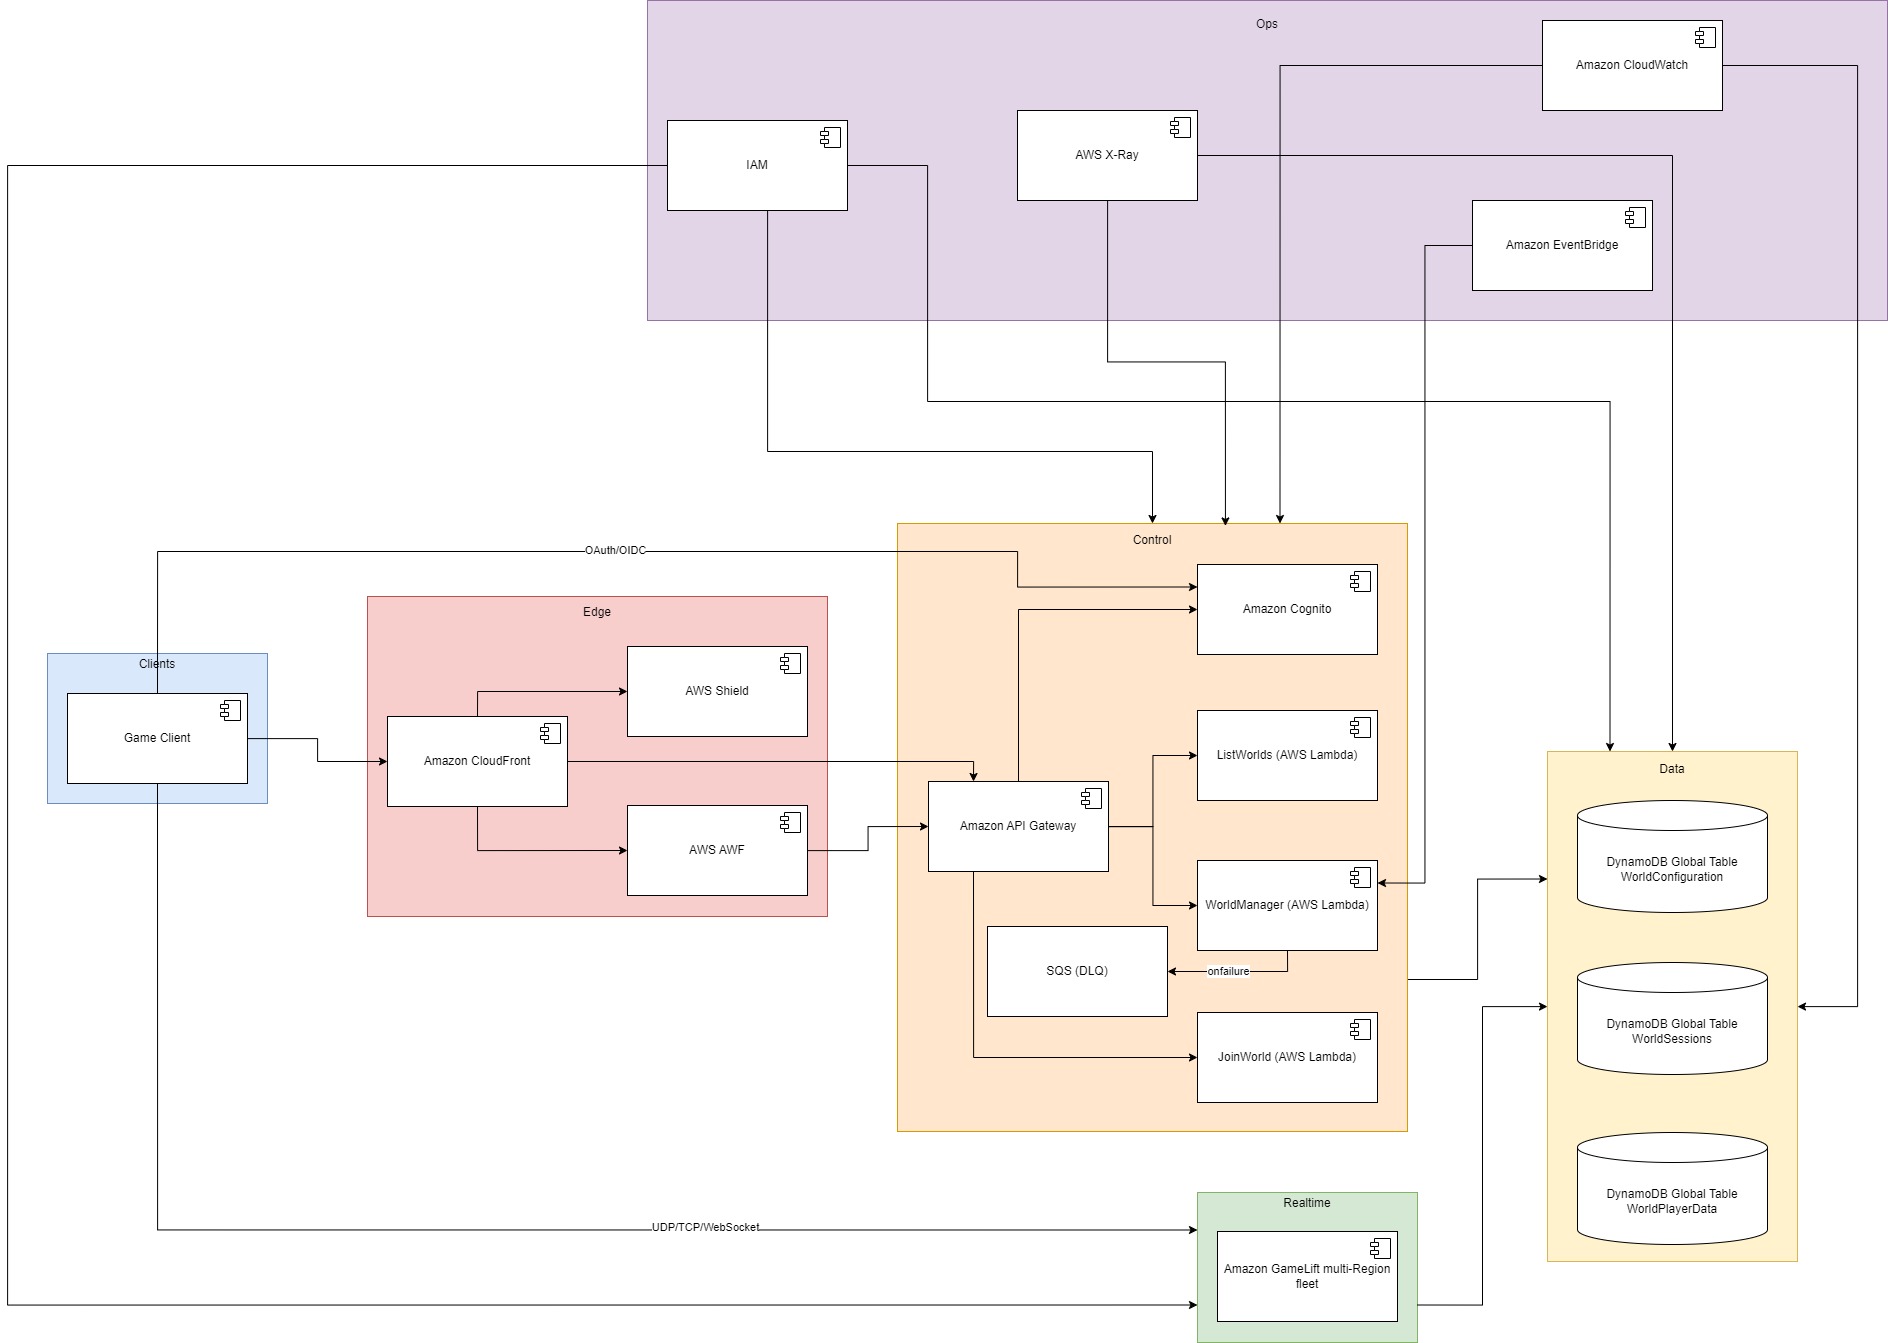 Ops
Amazon CloudWatch
IAM
AWS X-Ray
Amazon EventBridge
Control
OAuth/OIDC
Amazon Cognito
Edge
Clients
AWS Shield
Game Client
Amazon CloudFront
ListWorlds (AWS Lambda)
Data
Amazon API Gateway
AWS AWF
DynamoDB Global Table
WorldConfiguration
WorldManager (AWS Lambda)
SQS (DLQ)
onfailure
DynamoDB Global Table
WorldSessions
JoinWorld (AWS Lambda)
DynamoDB Global Table
WorldPlayerData
Realtime
UDP/TCP/WebSocket
Amazon GameLift multi-Region
fleet